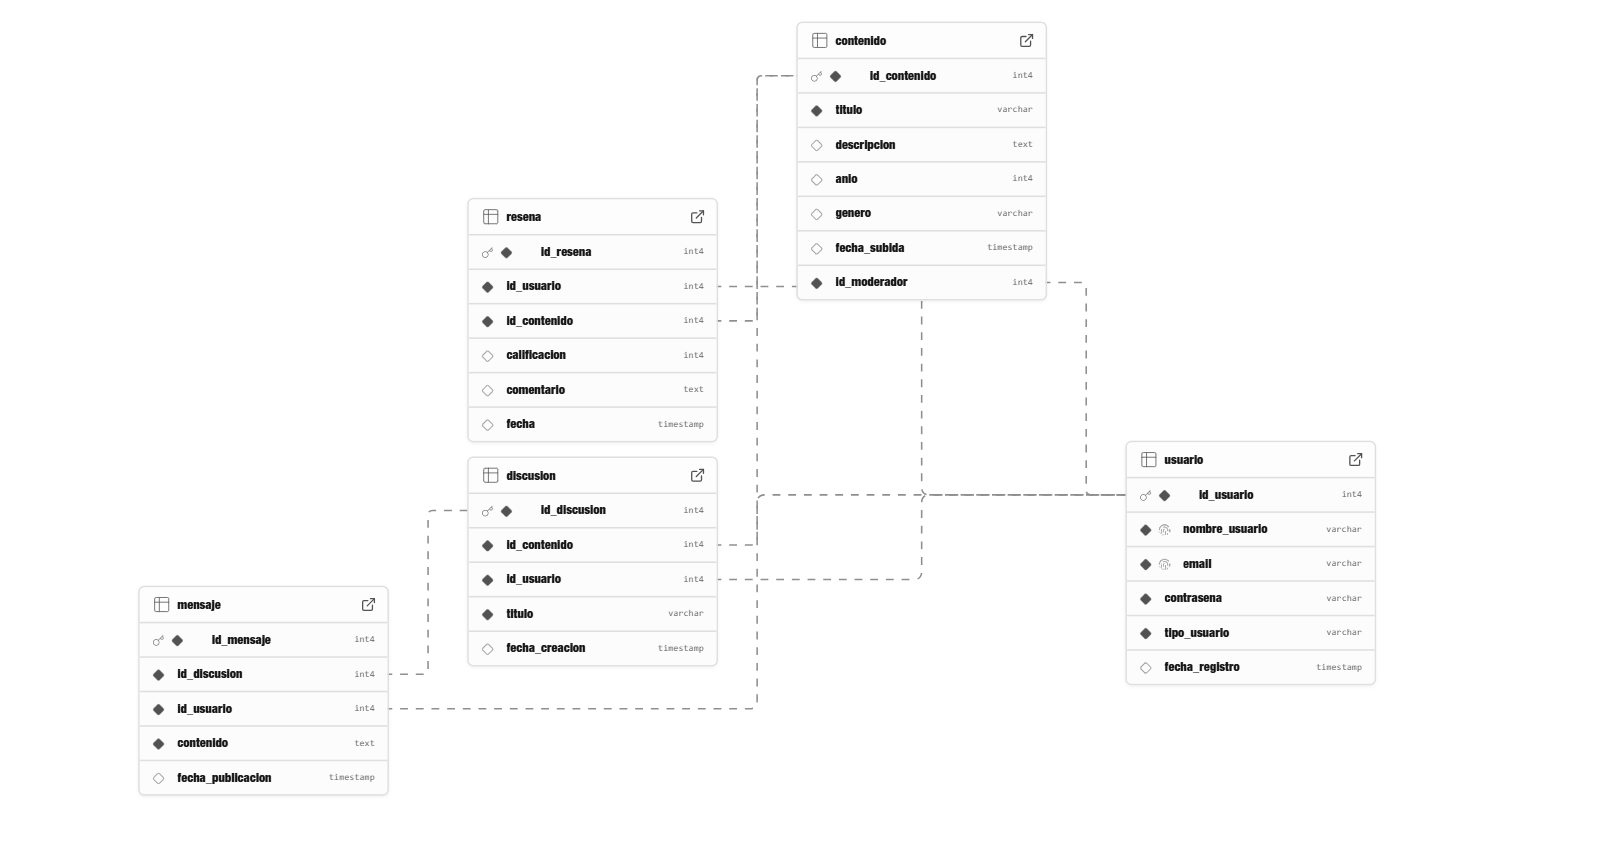 contenido
id_contenido int4
titulo varchar
descripcion text
anio int4
genero varchar
fecha_subida timestamp
id_moderador int4
resena
id_resena int4
id_usuario int4
id_contenido int4
calificacion int4
comentario text
fecha timestamp
discusion
id_discusion int4
id_contenido int4
id_usuario int4
titulo varchar
fecha_creacion timestamp
usuario
id_usuario int4
nombre_usuario varchar
email varchar
contrasena varchar
tipo_usuario varchar
fecha_registro timestamp
mensaje
id_mensaje int4
id_discusion int4
id_usuario int4
contenido text
fecha_publicacion timestamp